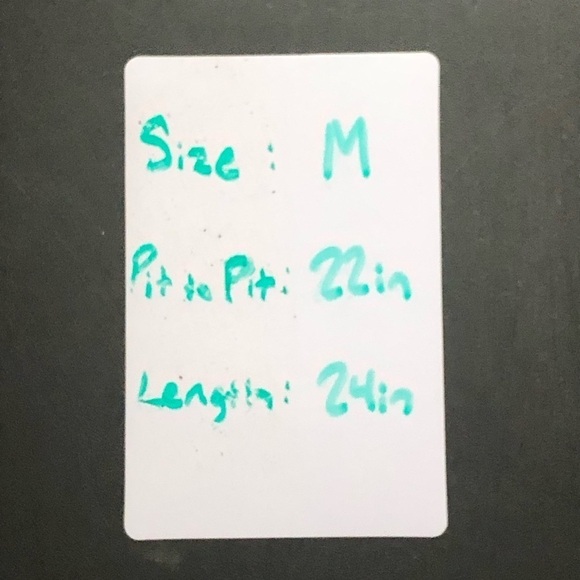 Size: M
Pit to Pit: 22in
Length: 24in